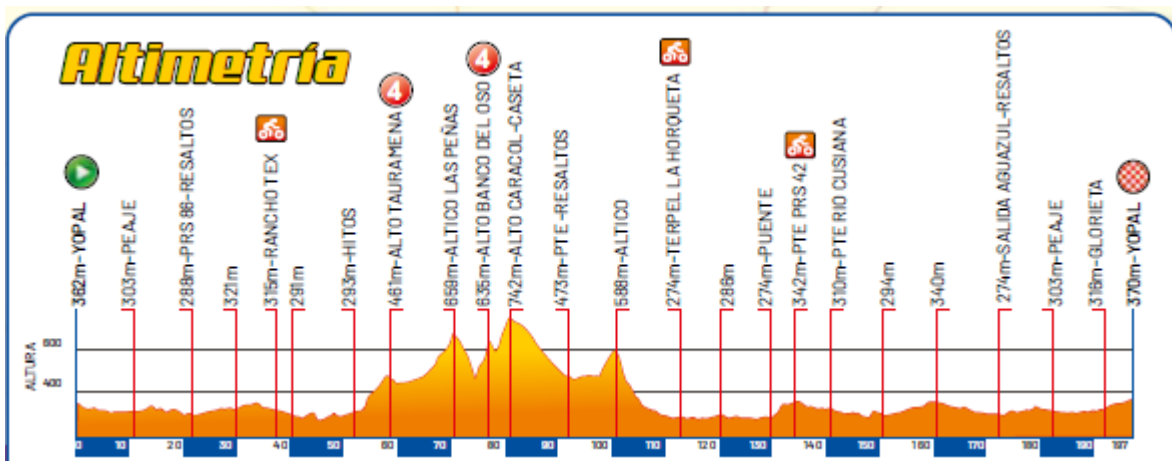 Altimetría
4
4
362m-YOPAL
303m-PEAJE
288m-PRS 86-RESALTOS
321m
315m-RANCHO TEX
291m
293m-HITOS
461m-ALTO TAURAMENA
659m-ALTICO LAS PEÑAS
635m-ALTO BANCO DEL OSO
742m-ALTO CARACOL-CASETA
473m-PTE-RESALTOS
588m-ALTICO
274m-TERPEL LA HORQUETA
286m
274m-PUENTE
342m-PTE PRS 42
310m-PTE RIO CUSIANA
294m
340m
274m-SALIDA AGUAZUL-RESALTOS
303m-PEAJE
318m-GLORIETA
370m-YOPAL
ALTURA
600
400
0 10 20 30 40 50 60 70 80 90 100 110 120 130 140 150 160 170 180 190 197